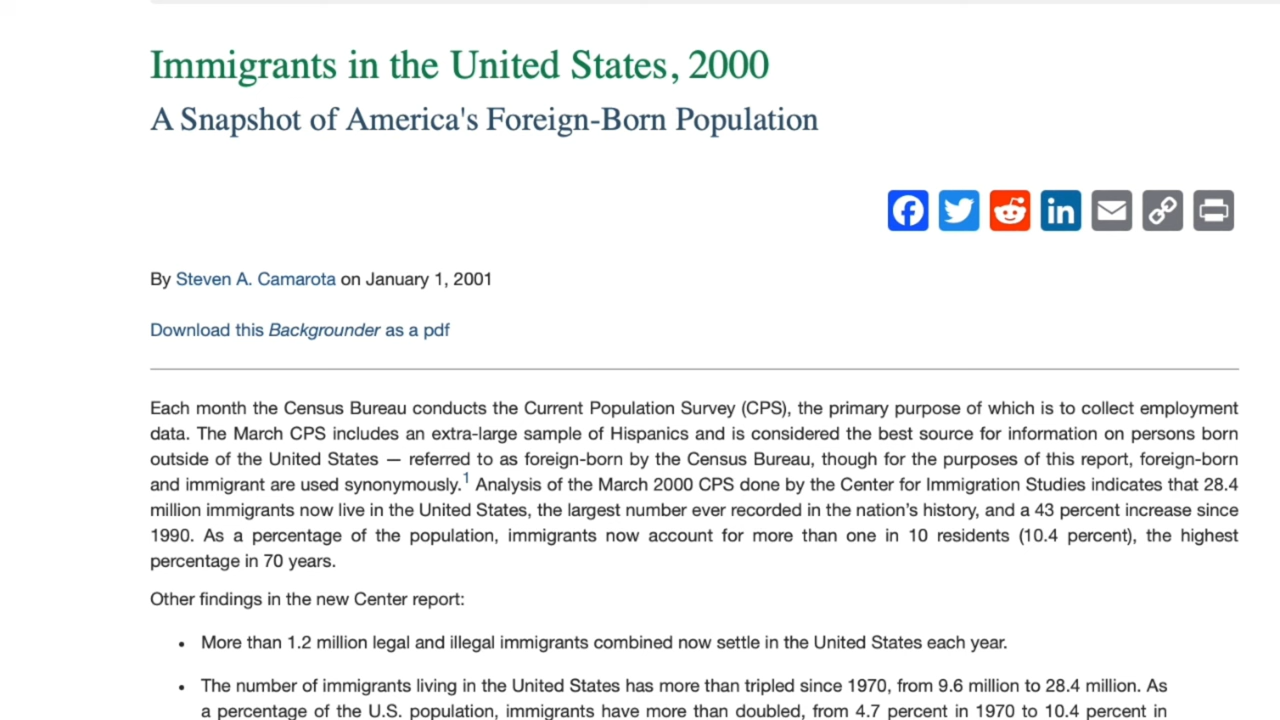 Immigrants in the United States, 2000
A Snapshot of America's Foreign-Born Population
By Steven A. Camarota on January 1, 2001
Download this Backgrounder as a pdf
Each month the Census Bureau conducts the Current Population Survey (CPS), the primary purpose of which is to collect employment
data. The March CPS includes an extra-large sample of Hispanics and is considered the best source for information on persons born
outside of the United States — referred to as foreign-born by the Census Bureau, though for the purposes of this report, foreign-born
and immigrant are used synonymously.1 Analysis of the March 2000 CPS done by the Center for Immigration Studies indicates that 28.4
million immigrants now live in the United States, the largest number ever recorded in the nation's history, and a 43 percent increase since
1990. As a percentage of the population, immigrants now account for more than one in 10 residents (10.4 percent), the highest
percentage in 70 years.
Other findings in the new Center report:
• More than 1.2 million legal and illegal immigrants combined now settle in the United States each year.
• The number of immigrants living in the United States has more than tripled since 1970, from 9.6 million to 28.4 million. As
a percentage of the U.S. population, immigrants have more than doubled, from 4.7 percent in 1970 to 10.4 percent in